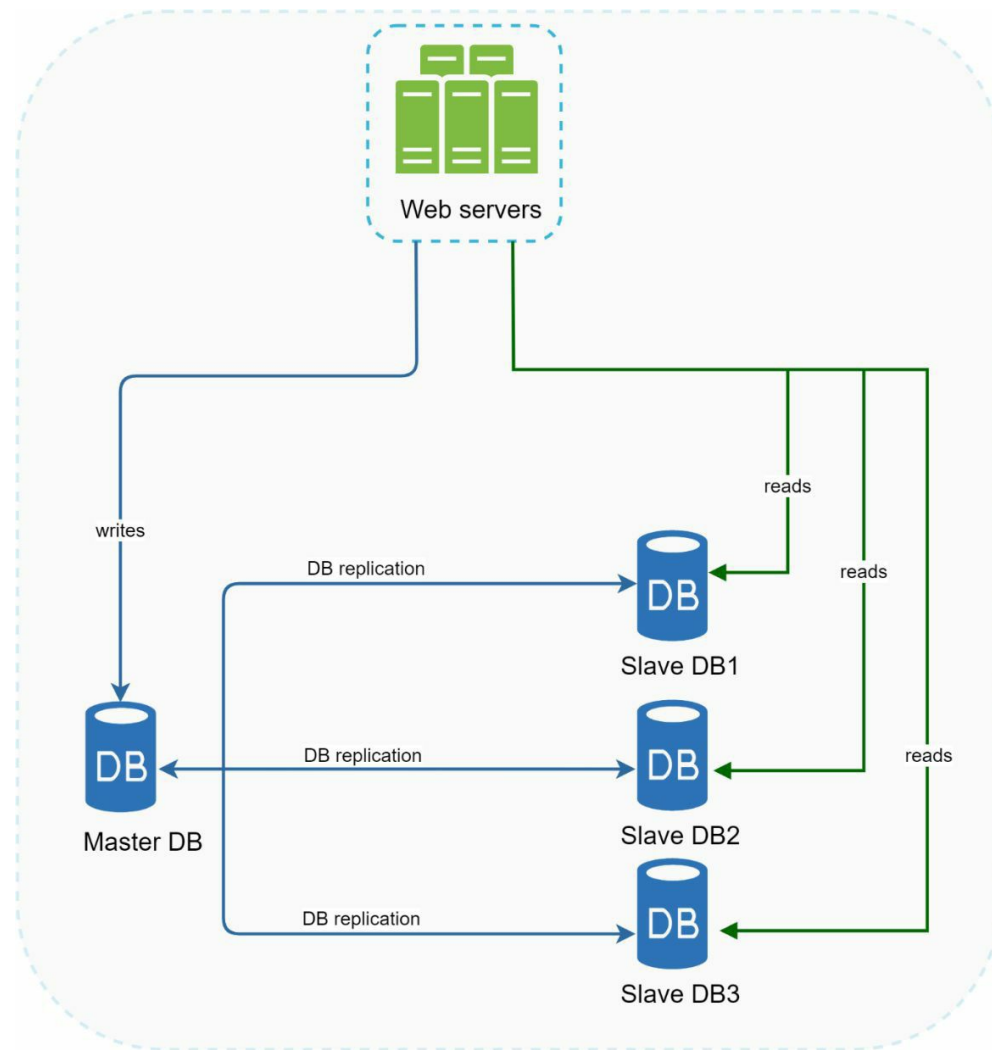 Web servers
writes
reads
DB replication
DB
Slave DB1
reads
DB
Master DB
DB replication
DB
Slave DB2
reads
DB replication
DB
Slave DB3